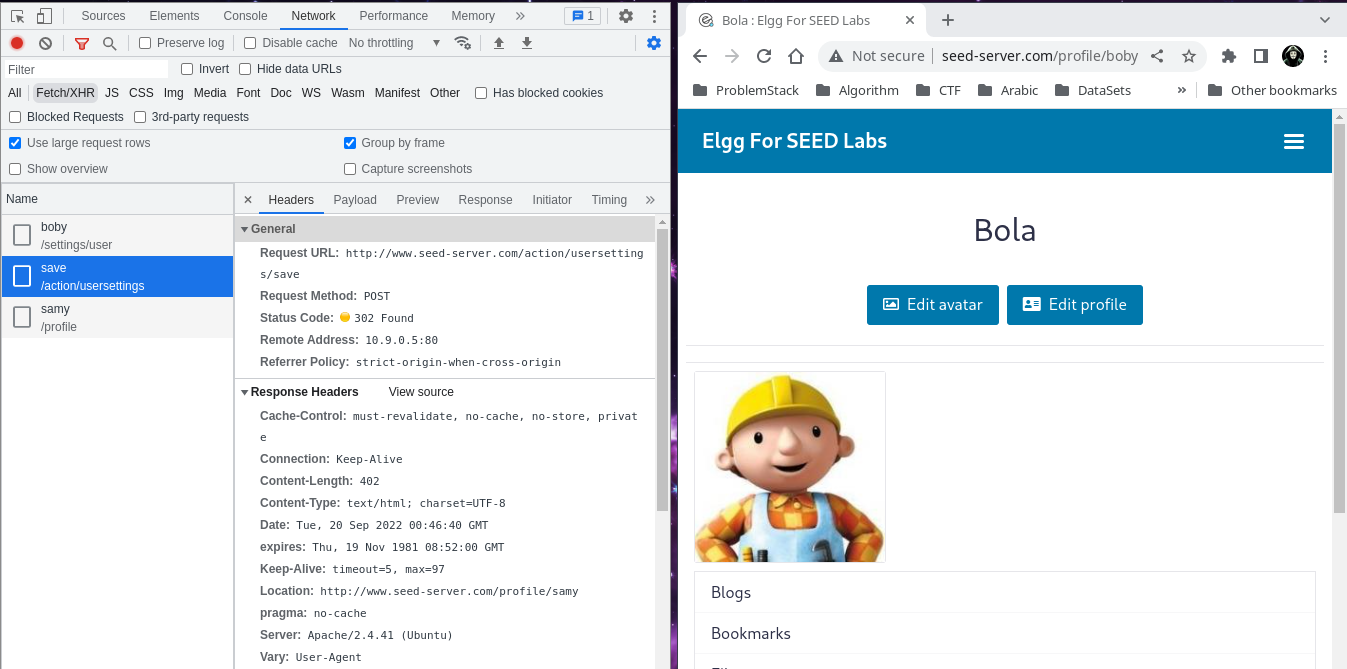 Sources Elements Console Network Performance Memory » 1
Preserve log Disable cache No throttling ▼
Filter Invert Hide data URLs
All Fetch/XHR JS CSS Img Media Font Doc WS Wasm Manifest Other Has blocked cookies
Blocked Requests 3rd-party requests
Use large request rows Group by frame
Show overview Capture screenshots
Name
boby
/settings/user
save
/action/usersettings
samy
/profile
× Headers Payload Preview Response Initiator Timing »
General
Request URL: http://www.seed-server.com/action/usersetting
s/save
Request Method: POST
Status Code: 302 Found
Remote Address: 10.9.0.5:80
Referrer Policy: strict-origin-when-cross-origin
Response Headers View source
Cache-Control: must-revalidate, no-cache, no-store, privat
e
Connection: Keep-Alive
Content-Length: 402
Content-Type: text/html; charset=UTF-8
Date: Tue, 20 Sep 2022 00:46:40 GMT
expires: Thu, 19 Nov 1981 08:52:00 GMT
Keep-Alive: timeout=5, max=97
Location: http://www.seed-server.com/profile/samy
pragma: no-cache
Server: Apache/2.4.41 (Ubuntu)
Vary: User-Agent
Bola : Elgg For SEED Labs
Not secure seed-server.com/profile/boby
ProblemStack Algorithm CTF Arabic DataSets » Other bookmarks
Elgg For SEED Labs
Bola
Edit avatar Edit profile
Blogs
Bookmarks